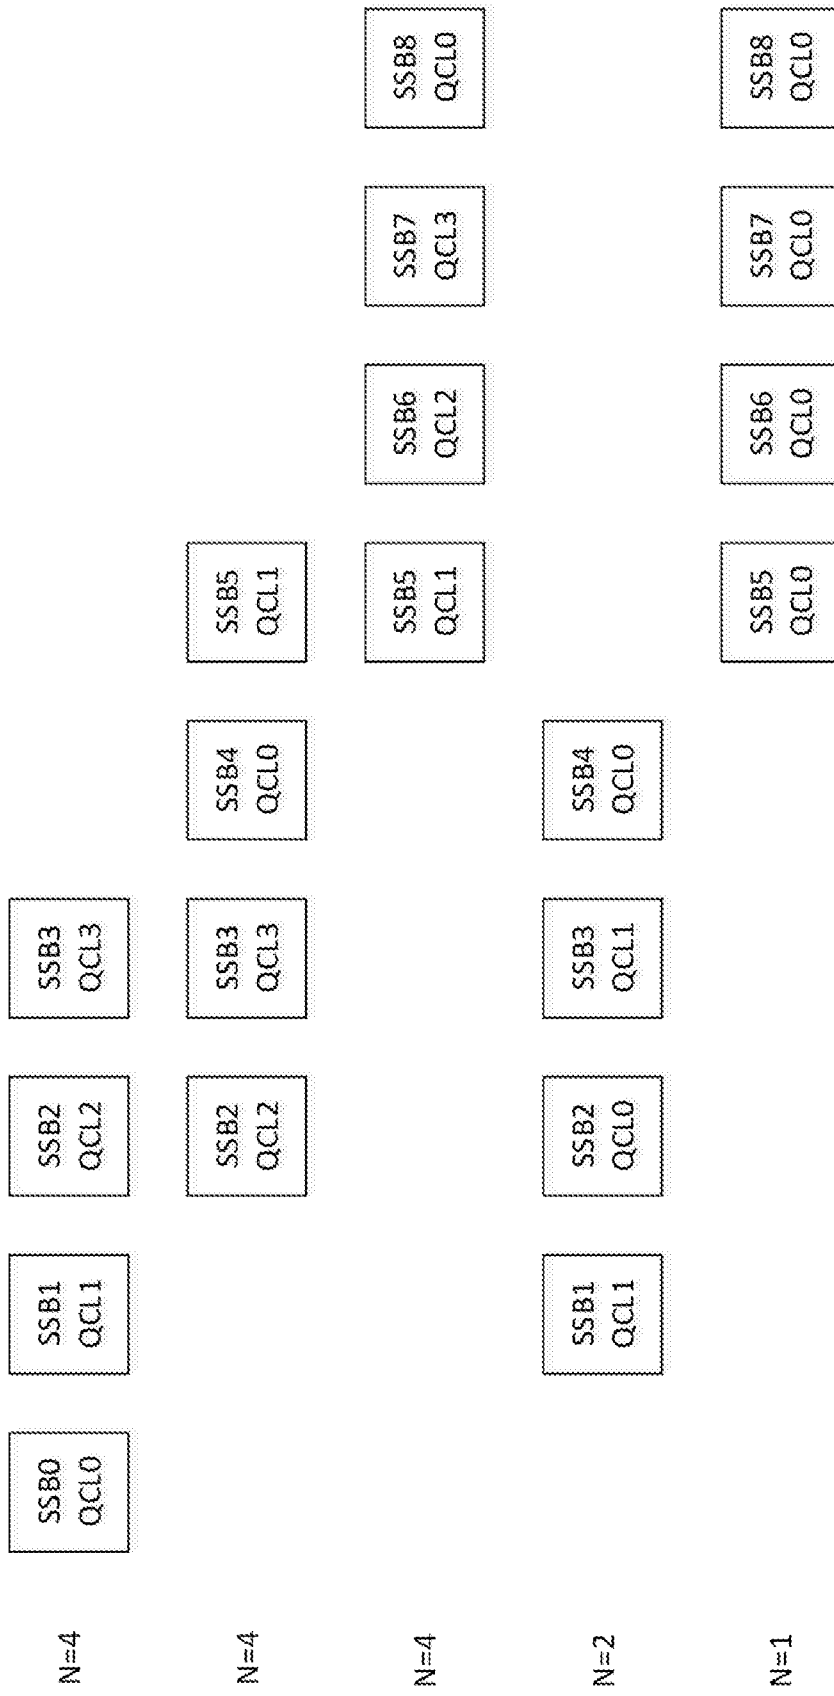 N=4
SSB0
QCL0
SSB1
QCL1
SSB2
QCL2
SSB3
QCL3
N=4
SSB2
QCL2
SSB3
QCL3
SSB4
QCL0
SSB5
QCL1
N=4
SSB5
QCL1
SSB6
QCL2
SSB7
QCL3
SSB8
QCL0
N=2
SSB1
QCL1
SSB2
QCL0
SSB3
QCL1
SSB4
QCL0
N=1
SSB5
QCL0
SSB6
QCL0
SSB7
QCL0
SSB8
QCL0